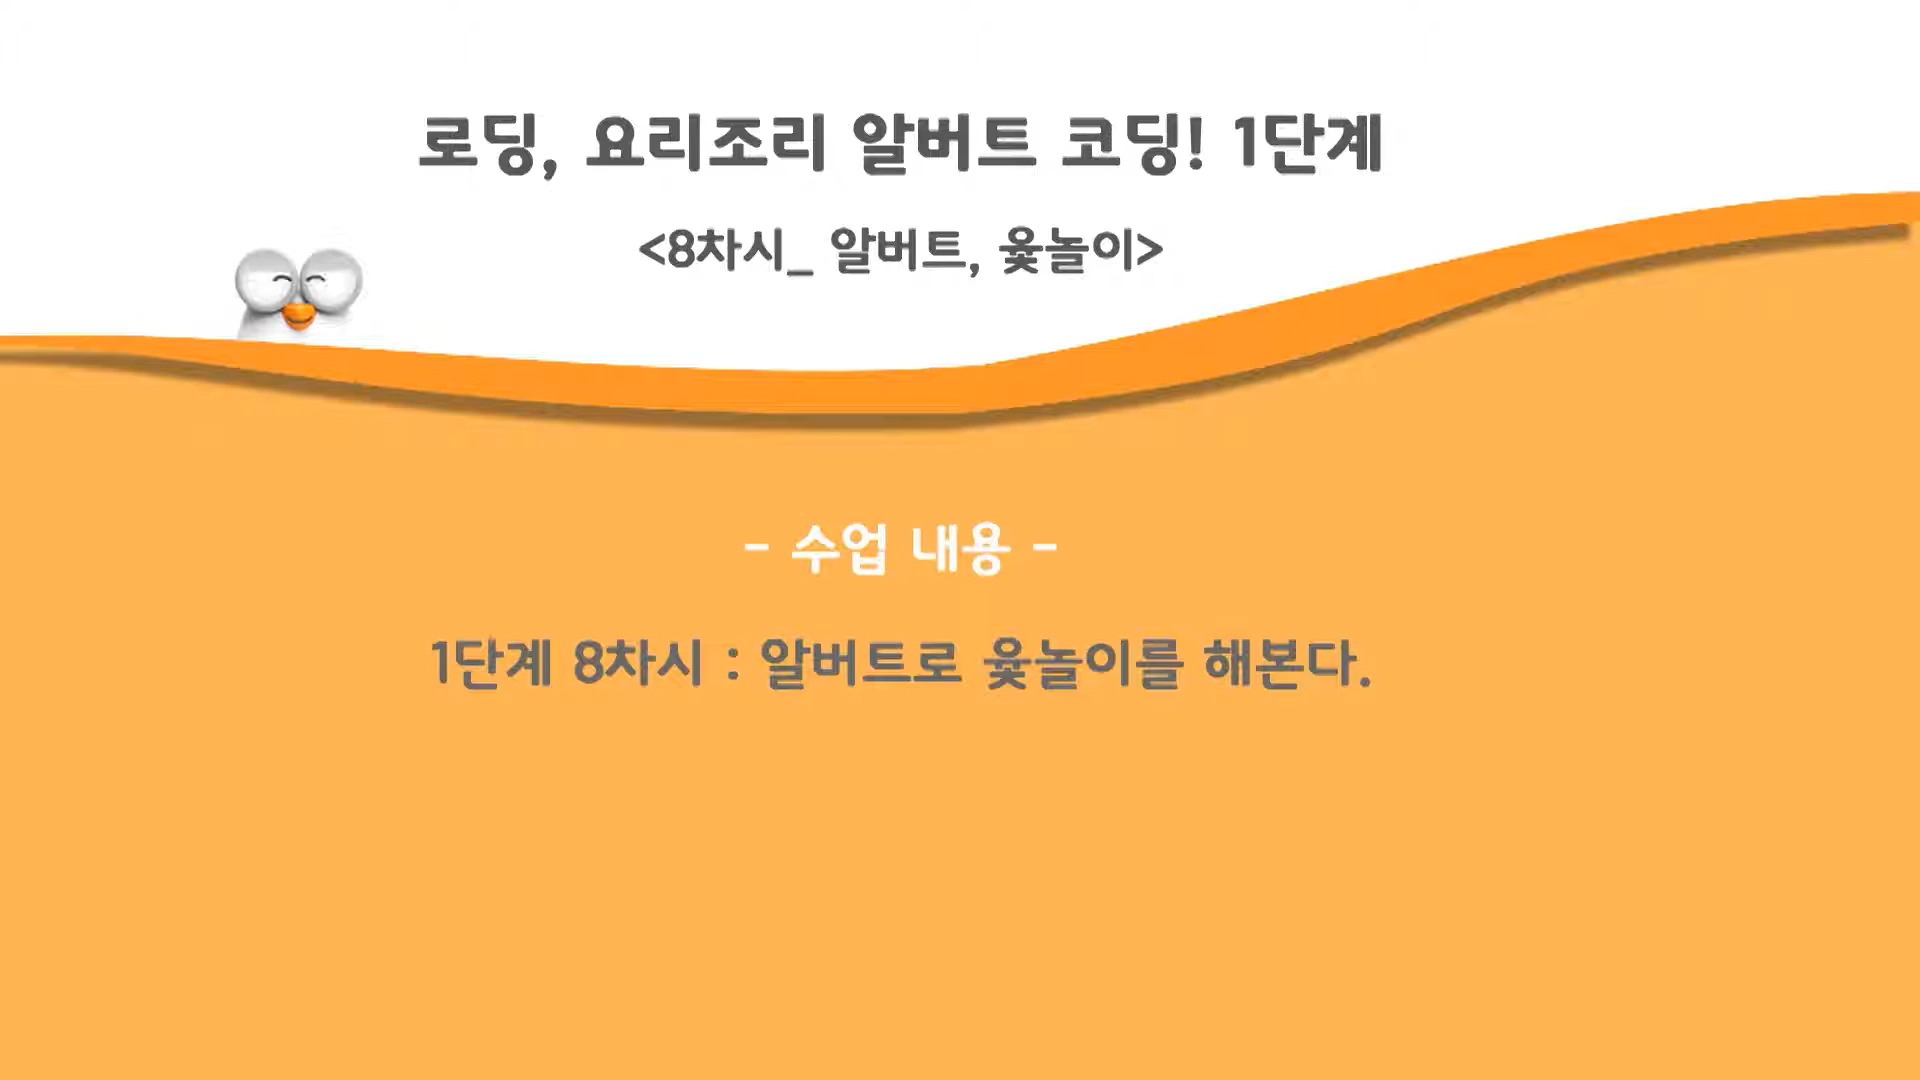 로딩, 요리조리 알버트 코딩! 1단계
<8차시_ 알버트, 윷놀이>
- 수업 내용 -
1단계 8차시 : 알버트로 윷놀이를 해본다.